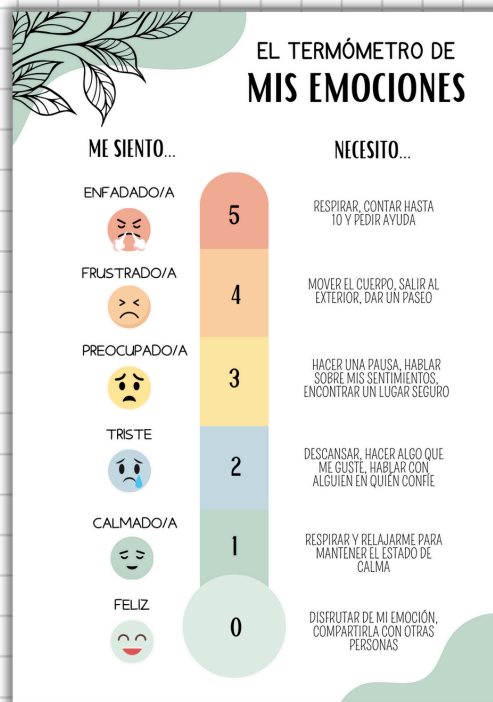 EL TERMÓMETRO DE
MIS EMOCIONES
ME SIENTO...
NECESITO...
ENFADADO/A
5
RESPIRAR, CONTAR HASTA
10 Y PEDIR AYUDA
FRUSTRADO/A
4
MOVER EL CUERPO, SALIR AL
EXTERIOR, DAR UN PASEO
PREOCUPADO/A
3
HACER UNA PAUSA, HABLAR
SOBRE MIS SENTIMIENTOS,
ENCONTRAR UN LUGAR SEGURO
TRISTE
2
DESCANSAR, HACER ALGO QUE
ME GUSTE, HABLAR CON
ALGUIEN EN QUIÉN CONFÍE
CALMADO/A
1
RESPIRAR Y RELAJARME PARA
MANTENER EL ESTADO DE
CALMA
FELIZ
0
DISFRUTAR DE MI EMOCIÓN,
COMPARTIRLA CON OTRAS
PERSONAS